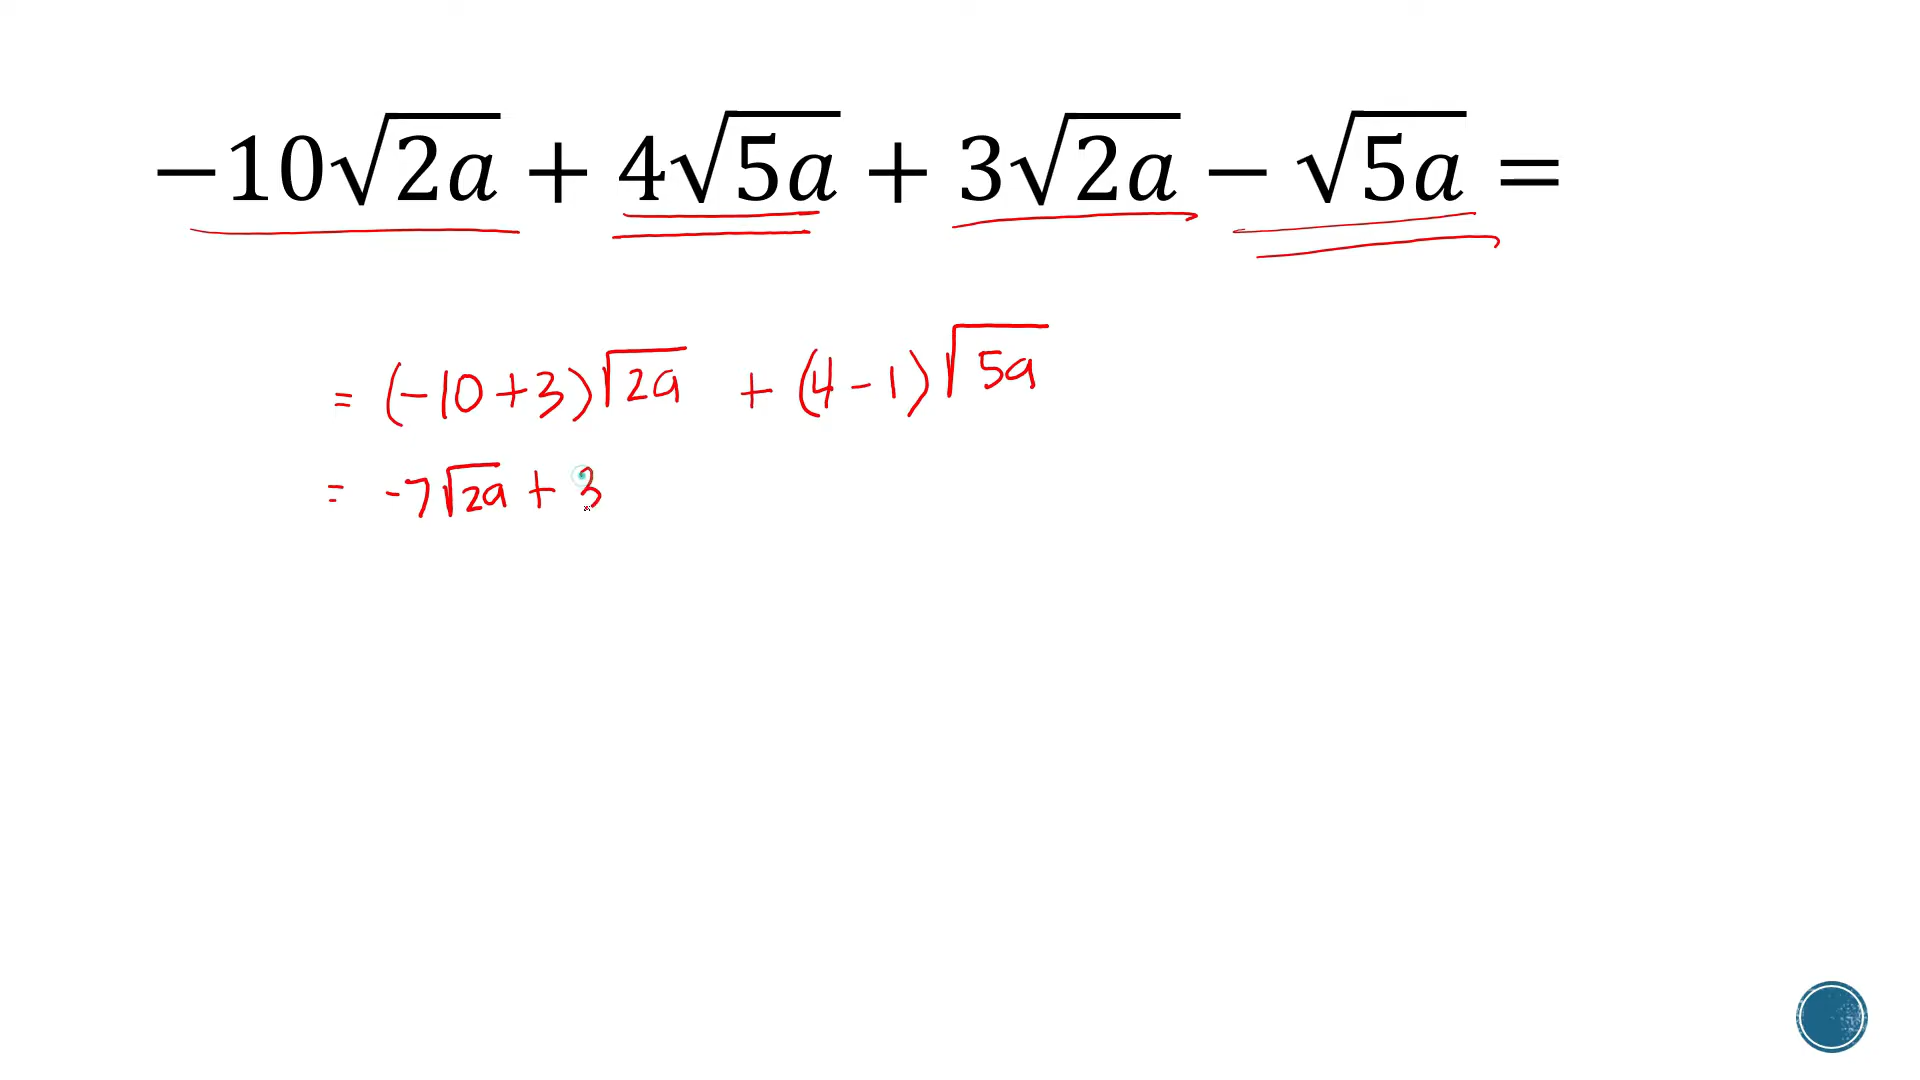 −10√2a + 4√5a + 3√2a − √5a =
= (-10+3)√2a + (4-1)√5a
= -7√2a + 3